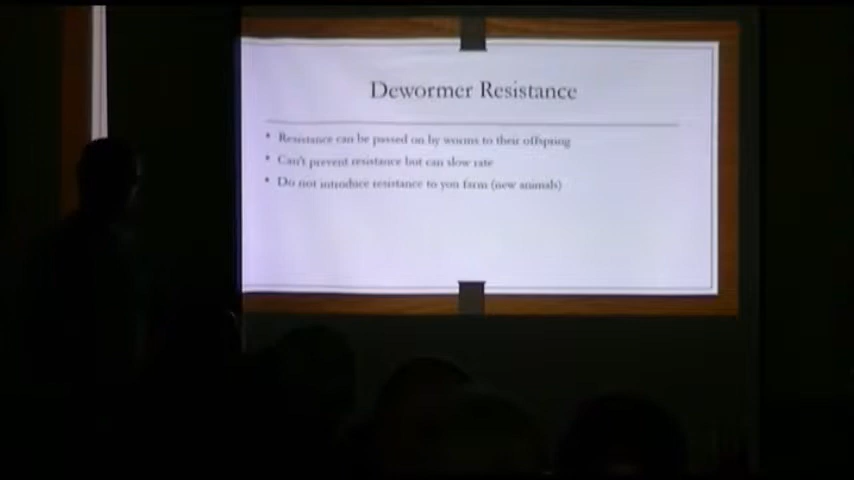 Dewormer Resistance
• Resistance can be passed on by worms to their offspring
• Can't prevent resistance but can slow rate
• Do not introduce resistance to you farm (new animals)